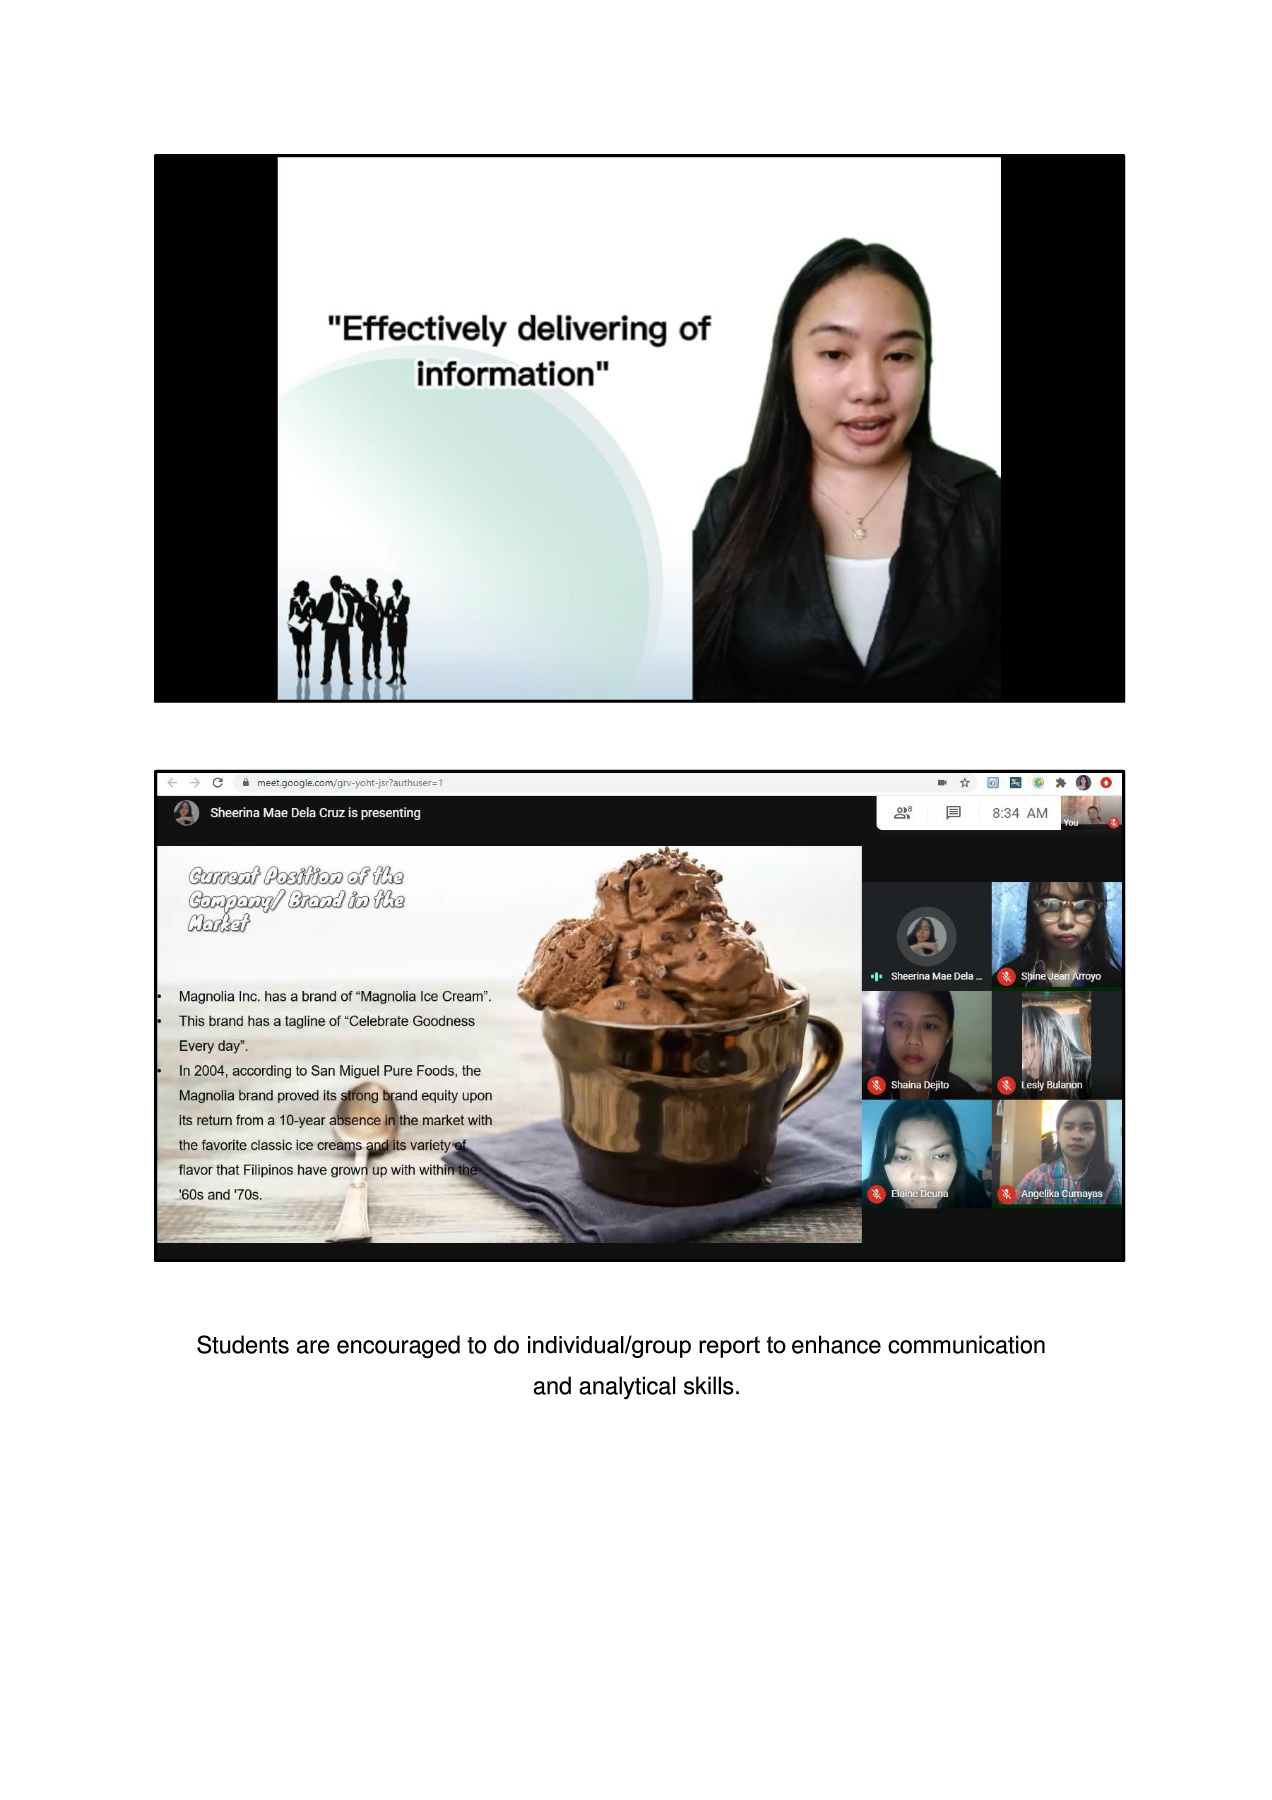 "Effectively delivering of
information"
meet.google.com/grv-yoht-jsr?authuser=1
Sheerina Mae Dela Cruz is presenting
8
8:34 AM
You
Current Position of the
Company/ Brand in the
Market
• Magnolia Inc. has a brand of “Magnolia Ice Cream”.
• This brand has a tagline of “Celebrate Goodness
Every day”.
• In 2004, according to San Miguel Pure Foods, the
Magnolia brand proved its strong brand equity upon
its return from a 10-year absence in the market with
the favorite classic ice creams and its variety of
flavor that Filipinos have grown up with within the
'60s and '70s.
Sheerina Mae Dela ...
Shine Jean Arroyo
Shaina Dejito
Lesly Bulanon
Elaine Deuna
Angelika Cumayas
Students are encouraged to do individual/group report to enhance communication
and analytical skills.